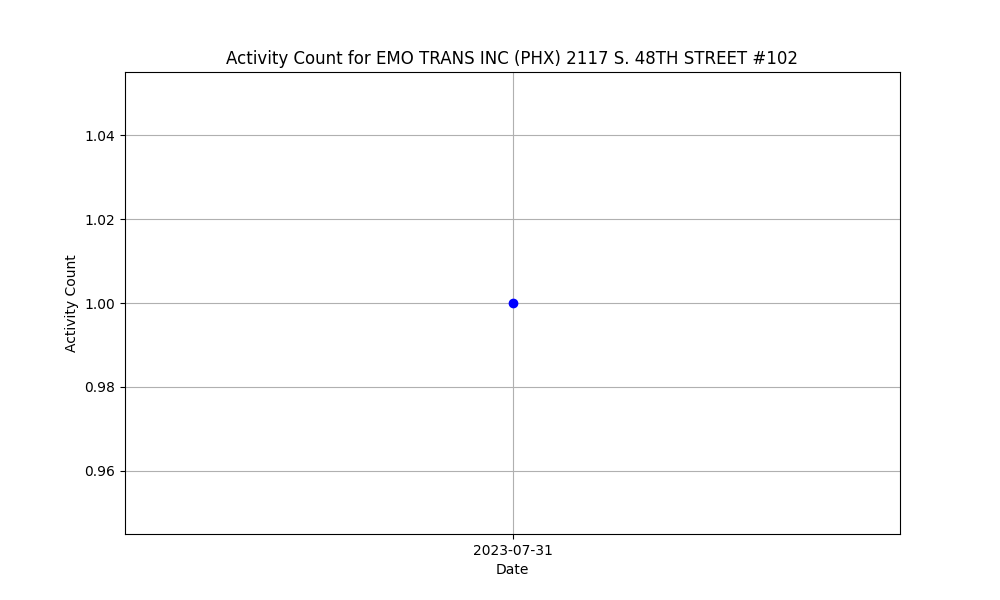 Activity Count for EMO TRANS INC (PHX) 2117 S. 48TH STREET #102
1.04
1.02
1.00
0.98
0.96
Activity Count
2023-07-31
Date